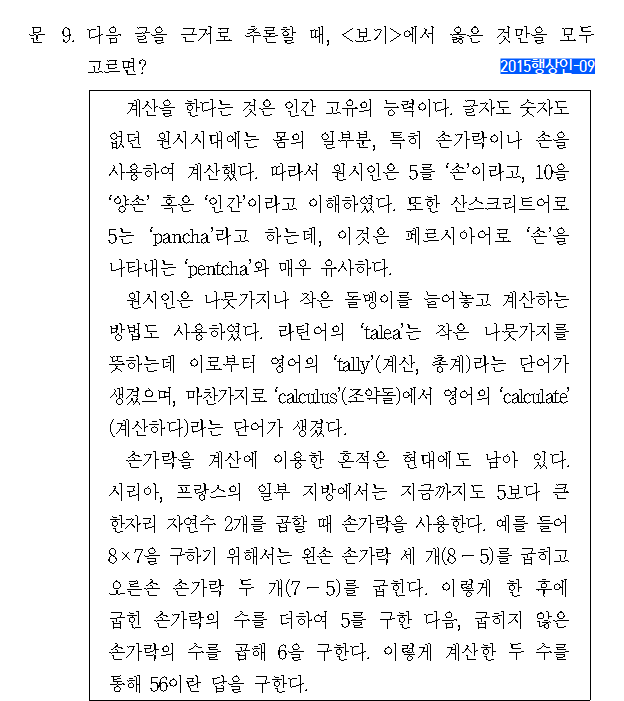 문 9. 다음 글을 근거로 추론할 때, <보기>에서 옳은 것만을 모두
고르면?
2015행상인-09
계산을 한다는 것은 인간 고유의 능력이다. 글자도 숫자도
없던 원시시대에는 몸의 일부분, 특히 손가락이나 손을
사용하여 계산했다. 따라서 원시인은 5를 ‘손’이라고, 10을
‘양손’ 혹은 ‘인간’이라고 이해하였다. 또한 산스크리트어로
5는 ‘pancha’라고 하는데, 이것은 페르시아어로 ‘손’을
나타내는 ‘pentcha’와 매우 유사하다.
원시인은 나뭇가지나 작은 돌멩이를 늘어놓고 계산하는
방법도 사용하였다. 라틴어의 ‘talea’는 작은 나뭇가지를
뜻하는데 이로부터 영어의 ‘tally’(계산, 총계)라는 단어가
생겼으며, 마찬가지로 ‘calculus’(조약돌)에서 영어의 ‘calculate’
(계산하다)라는 단어가 생겼다.
손가락을 계산에 이용한 흔적은 현대에도 남아 있다.
시리아, 프랑스의 일부 지방에서는 지금까지도 5보다 큰
한자리 자연수 2개를 곱할 때 손가락을 사용한다. 예를 들어
8×7을 구하기 위해서는 왼손 손가락 세 개(8－5)를 굽히고
오른손 손가락 두 개(7－5)를 굽힌다. 이렇게 한 후에
굽힌 손가락의 수를 더하여 5를 구한 다음, 굽히지 않은
손가락의 수를 곱해 6을 구한다. 이렇게 계산한 두 수를
통해 56이란 답을 구한다.